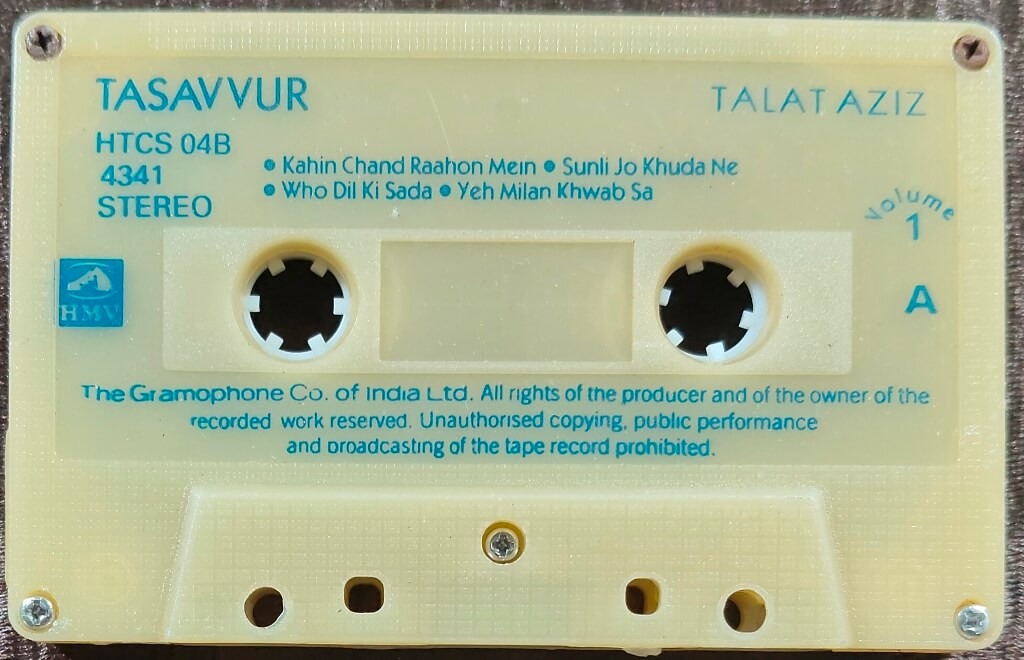 TASAVVUR
TALAT AZIZ
HTCS 04B
4341
STEREO
• Kahin Chand Raahon Mein • Sunli Jo Khuda Ne
• Who Dil Ki Sada • Yeh Milan Khwab Sa
Volume
1
HMV
A
The Gramophone Co. of India Ltd. All rights of the producer and of the owner of the
recorded work reserved. Unauthorised copying, public performance
and broadcasting of the tape record prohibited.